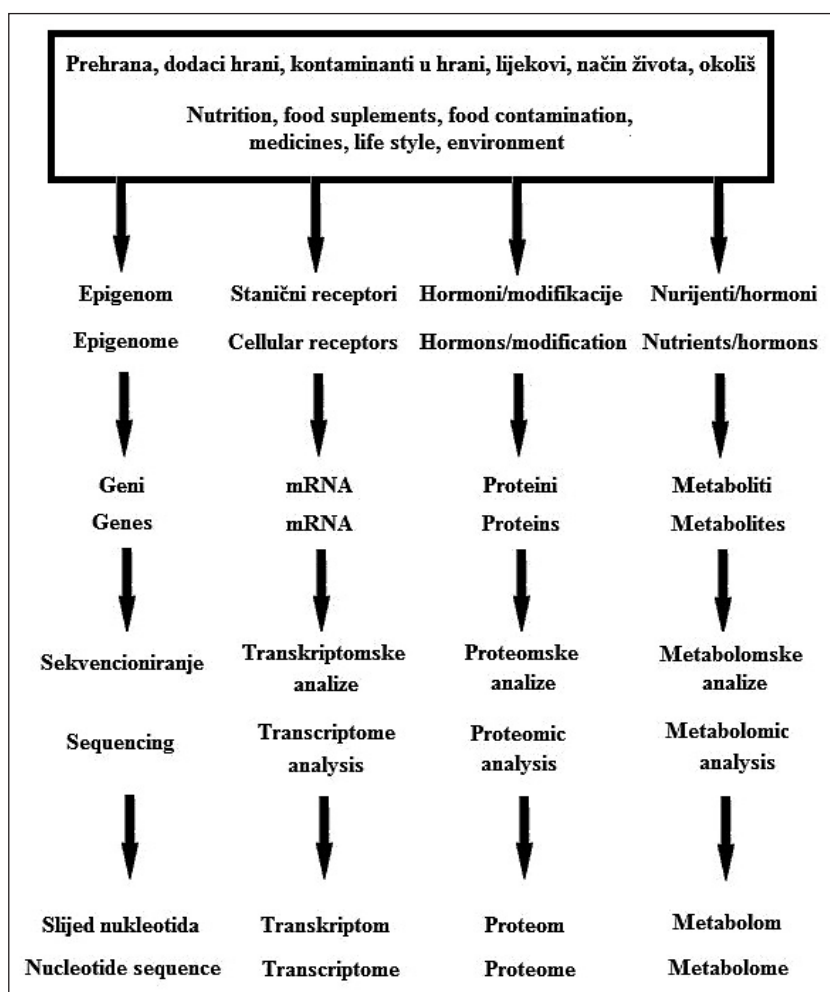 Prehrana, dodaci hrani, kontaminanti u hrani, lijekovi, način života, okoliš
Nutrition, food suplements, food contamination,
medicines, life style, environment
Epigenom Stanični receptori Hormoni/modifikacije Nurijenti/hormoni
Epigenome Cellular receptors Hormons/modification Nutrients/hormons
Geni mRNA Proteini Metaboliti
Genes mRNA Proteins Metabolites
Sekvencioniranje Transkriptomske Proteomske Metabolomske
analize analize analize
Sequencing Transcriptome Proteomic Metabolomic
analysis analysis analysis
Slijed nukleotida Transkriptom Proteom Metabolom
Nucleotide sequence Transcriptome Proteome Metabolome